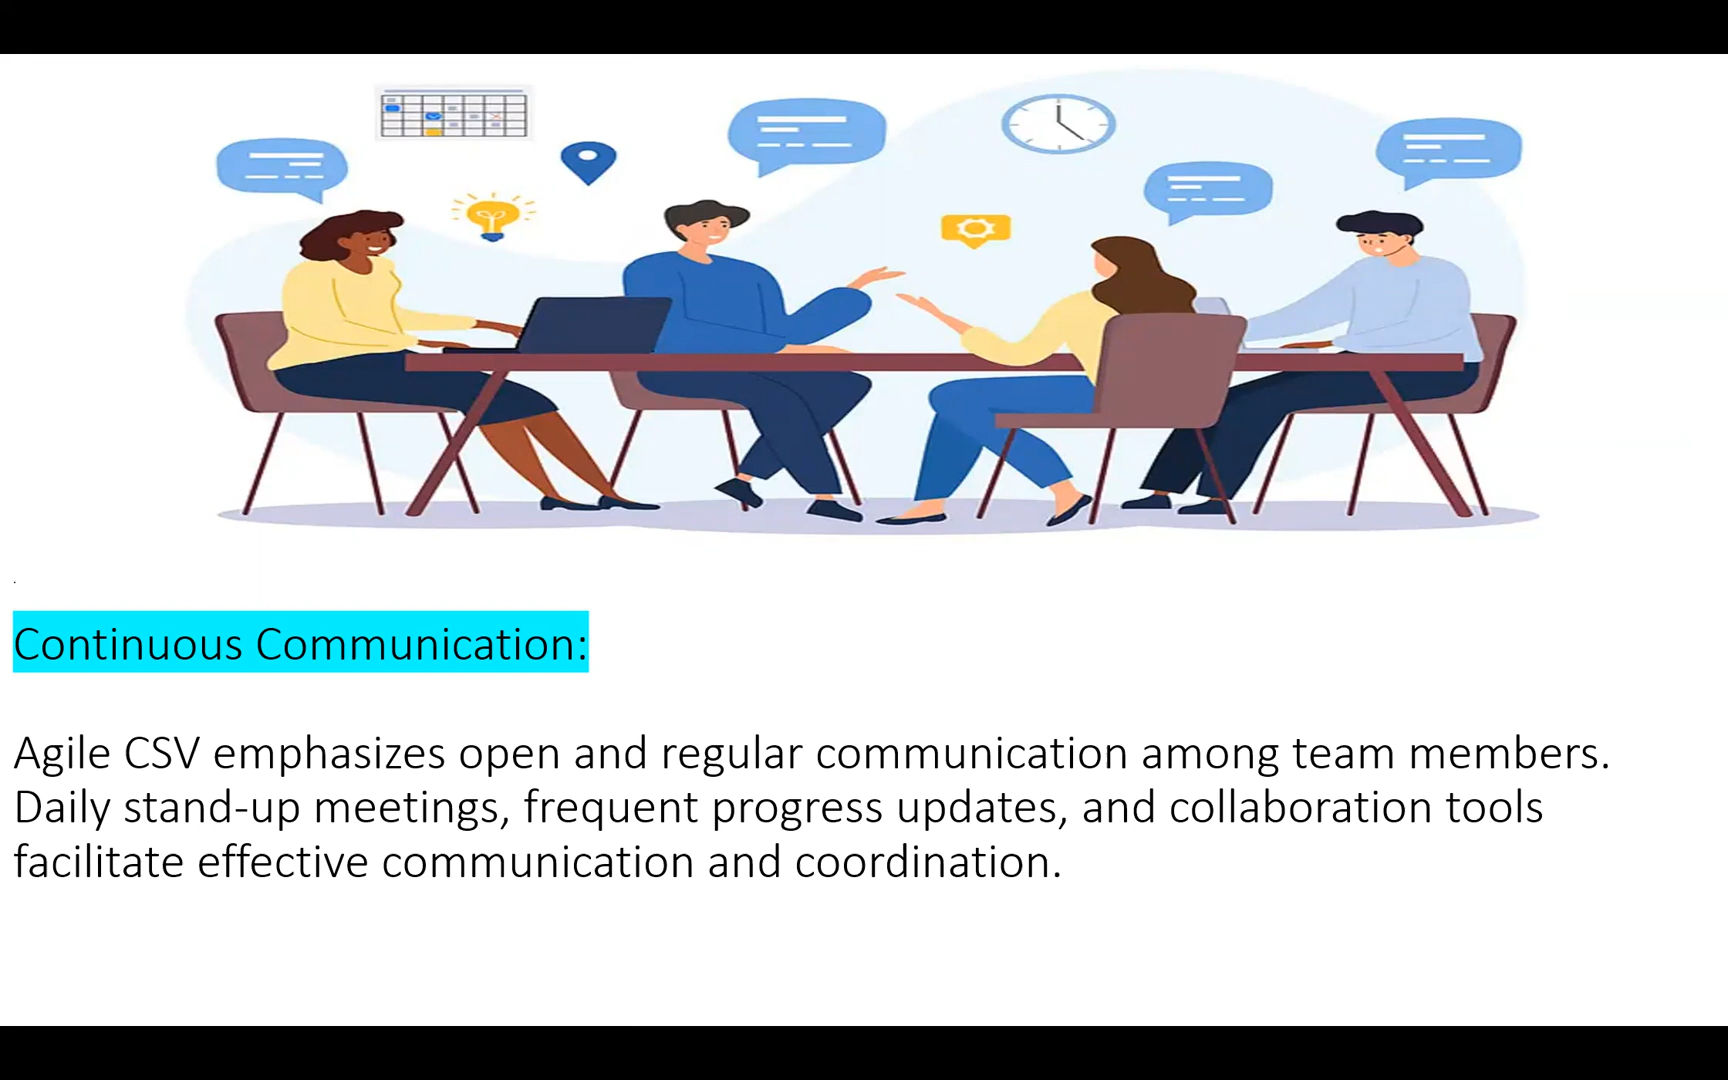 Continuous Communication:
Agile CSV emphasizes open and regular communication among team members.
Daily stand-up meetings, frequent progress updates, and collaboration tools
facilitate effective communication and coordination.